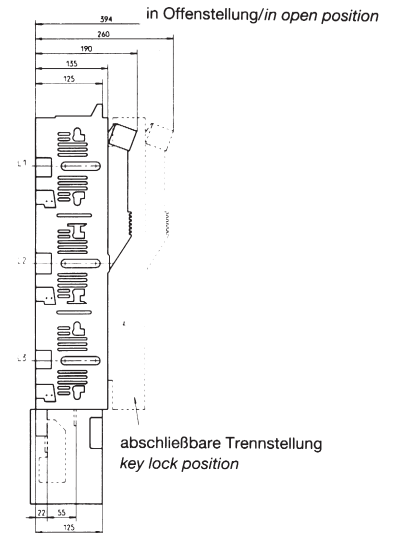 394
in Offenstellung/in open position
260
190
135
125
L1
L2
L3
abschließbare Trennstellung
key lock position
22 55
125